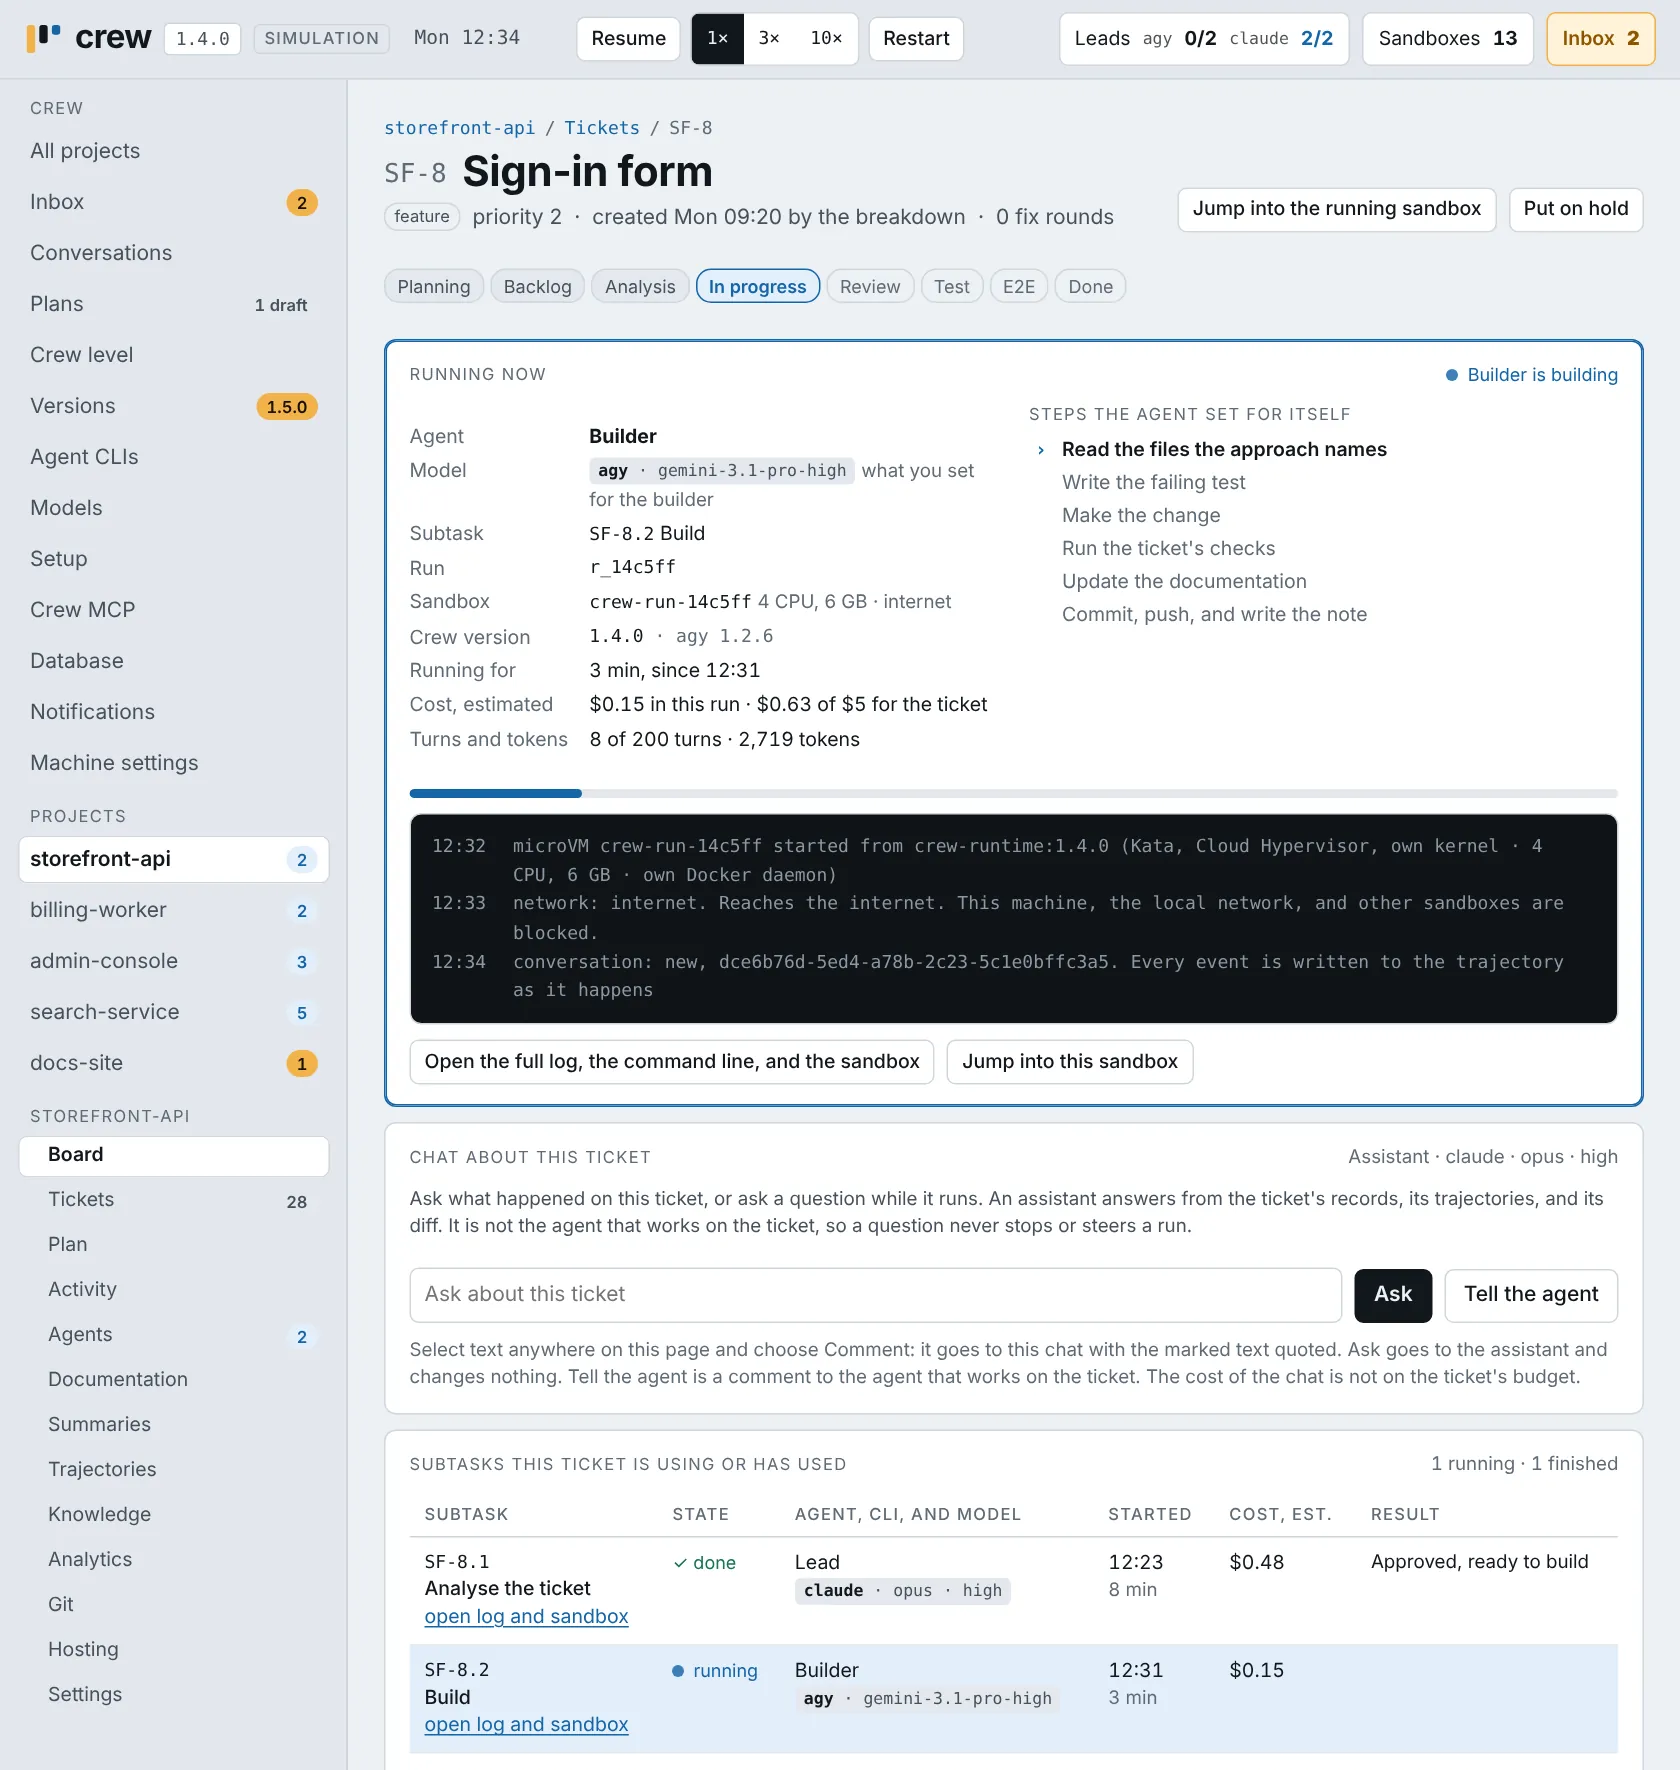 crew 1.4.0 SIMULATION Mon 12:34 Resume 1× 3× 10× Restart Leads agy 0/2 claude 2/2 Sandboxes 13 Inbox 2
CREW
All projects
Inbox 2
Conversations
Plans 1 draft
Crew level
Versions 1.5.0
Agent CLIs
Models
Setup
Crew MCP
Database
Notifications
Machine settings
PROJECTS
storefront-api 2
billing-worker 2
admin-console 3
search-service 5
docs-site 1
STOREFRONT-API
Board
Tickets 28
Plan
Activity
Agents 2
Documentation
Summaries
Trajectories
Knowledge
Analytics
Git
Hosting
Settings
storefront-api / Tickets / SF-8
SF-8 Sign-in form
feature priority 2 · created Mon 09:20 by the breakdown · 0 fix rounds
Jump into the running sandbox Put on hold
Planning Backlog Analysis In progress Review Test E2E Done
RUNNING NOW
Builder is building
Agent Builder
Model agy · gemini-3.1-pro-high what you set
for the builder
Subtask SF-8.2 Build
Run r_14c5ff
Sandbox crew-run-14c5ff 4 CPU, 6 GB · internet
Crew version 1.4.0 · agy 1.2.6
Running for 3 min, since 12:31
Cost, estimated $0.15 in this run · $0.63 of $5 for the ticket
Turns and tokens 8 of 200 turns · 2,719 tokens
STEPS THE AGENT SET FOR ITSELF
› Read the files the approach names
Write the failing test
Make the change
Run the ticket's checks
Update the documentation
Commit, push, and write the note
12:32 microVM crew-run-14c5ff started from crew-runtime:1.4.0 (Kata, Cloud Hypervisor, own kernel · 4
CPU, 6 GB · own Docker daemon)
12:33 network: internet. Reaches the internet. This machine, the local network, and other sandboxes are
blocked.
12:34 conversation: new, dce6b76d-5ed4-a78b-2c23-5c1e0bffc3a5. Every event is written to the trajectory
as it happens
Open the full log, the command line, and the sandbox Jump into this sandbox
CHAT ABOUT THIS TICKET Assistant · claude · opus · high
Ask what happened on this ticket, or ask a question while it runs. An assistant answers from the ticket's records, its trajectories, and its
diff. It is not the agent that works on the ticket, so a question never stops or steers a run.
Ask about this ticket Ask Tell the agent
Select text anywhere on this page and choose Comment: it goes to this chat with the marked text quoted. Ask goes to the assistant and
changes nothing. Tell the agent is a comment to the agent that works on the ticket. The cost of the chat is not on the ticket's budget.
SUBTASKS THIS TICKET IS USING OR HAS USED 1 running · 1 finished
SUBTASK STATE AGENT, CLI, AND MODEL STARTED COST, EST. RESULT
SF-8.1 ✓ done Lead 12:23 $0.48 Approved, ready to build
Analyse the ticket claude · opus · high 8 min
open log and sandbox
SF-8.2 running Builder 12:31 $0.15
Build agy · gemini-3.1-pro-high 3 min
open log and sandbox